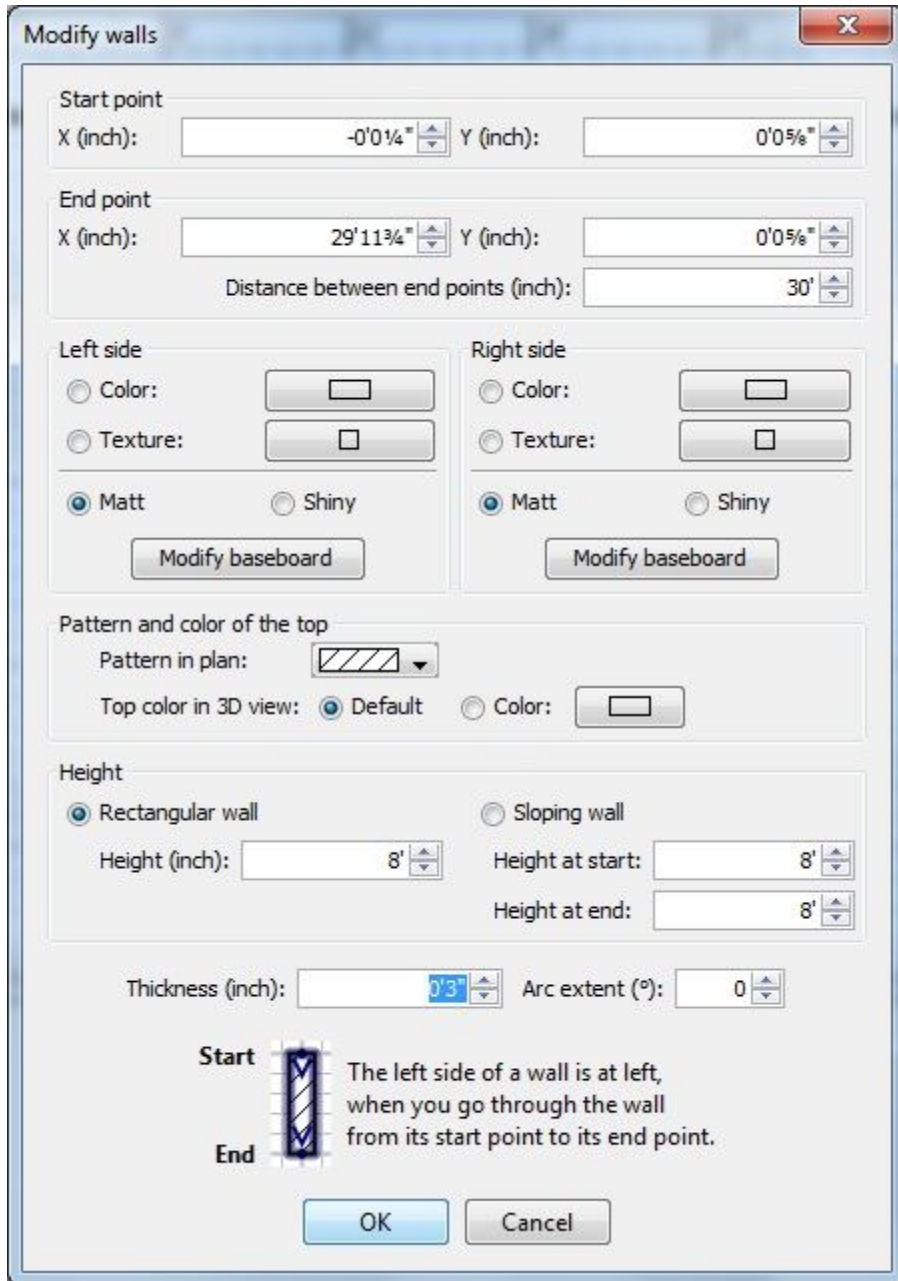 Modify walls
Start point
X (inch): -0'0¼" Y (inch): 0'0⅝"
End point
X (inch): 29'11¾" Y (inch): 0'0⅝"
Distance between end points (inch): 30'
Left side Right side
Color: Color:
Texture: Texture:
Matt Shiny Matt Shiny
Modify baseboard Modify baseboard
Pattern and color of the top
Pattern in plan:
Top color in 3D view: Default Color:
Height
Rectangular wall Sloping wall
Height (inch): 8' Height at start: 8'
Height at end: 8'
Thickness (inch): 0'3" Arc extent (º): 0
Start
The left side of a wall is at left,
when you go through the wall
from its start point to its end point.
End
OK Cancel